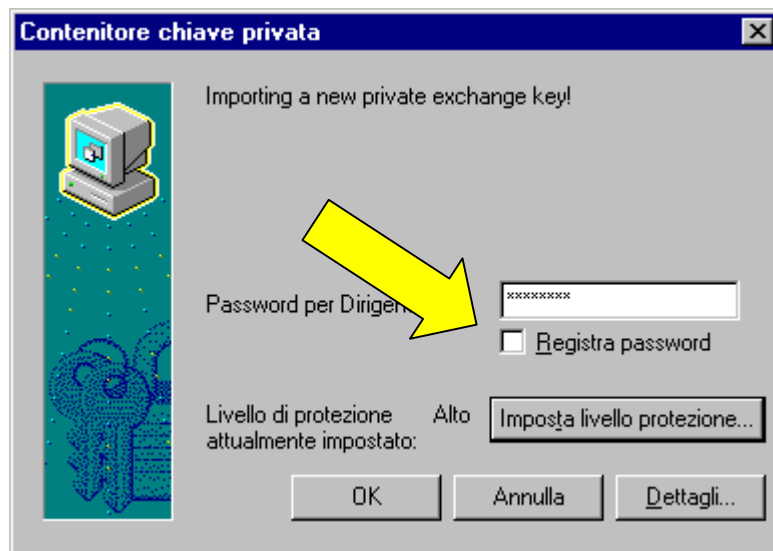 Contenitore chiave privata
Importing a new private exchange key!
Password per
xxxxxxxx
Registra password
Livello di protezione Alto
attualmente impostato:
Imposta livello protezione...
OK Annulla Dettagli...